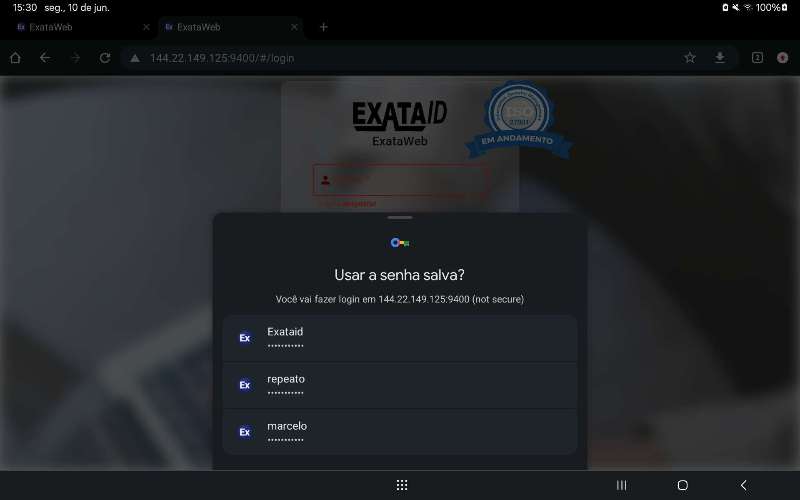 15:30 seg., 10 de jun.
100%
ExataWeb
ExataWeb
144.22.149.125:9400/#/login
2
EXATAID
ExataWeb
ISO
27001
EM ANDAMENTO
Usar a senha salva?
Você vai fazer login em 144.22.149.125:9400 (not secure)
Ex Exataid
•••••••••••
Ex repeato
•••••••••••
Ex marcelo
•••••••••••